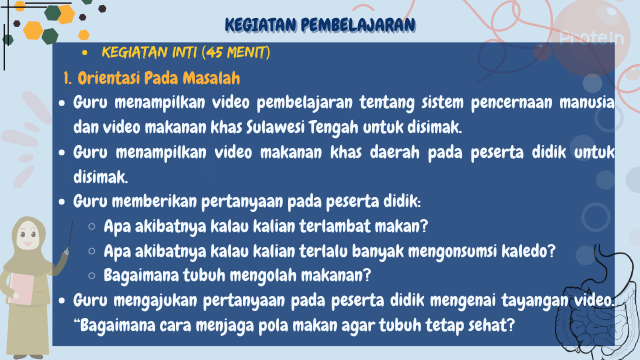 KEGIATAN PEMBELAJARAN
Protein
• KEGIATAN INTI (45 MENIT)
1. Orientasi Pada Masalah
• Guru menampilkan video pembelajaran tentang sistem pencernaan manusia
dan video makanan khas Sulawesi Tengah untuk disimak.
• Guru menampilkan video makanan khas daerah pada peserta didik untuk
disimak.
• Guru memberikan pertanyaan pada peserta didik:
○ Apa akibatnya kalau kalian terlambat makan?
○ Apa akibatnya kalau kalian terlalu banyak mengonsumsi kaledo?
○ Bagaimana tubuh mengolah makanan?
• Guru mengajukan pertanyaan pada peserta didik mengenai tayangan video.
“Bagaimana cara menjaga pola makan agar tubuh tetap sehat?